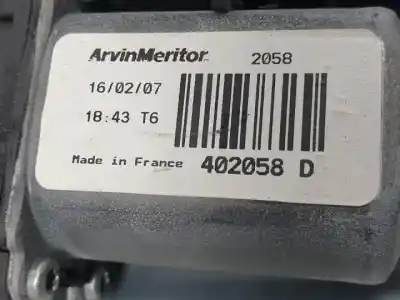 ArvinMeritor 2058
16/02/07
18:43 T6
Made in France 402058 D